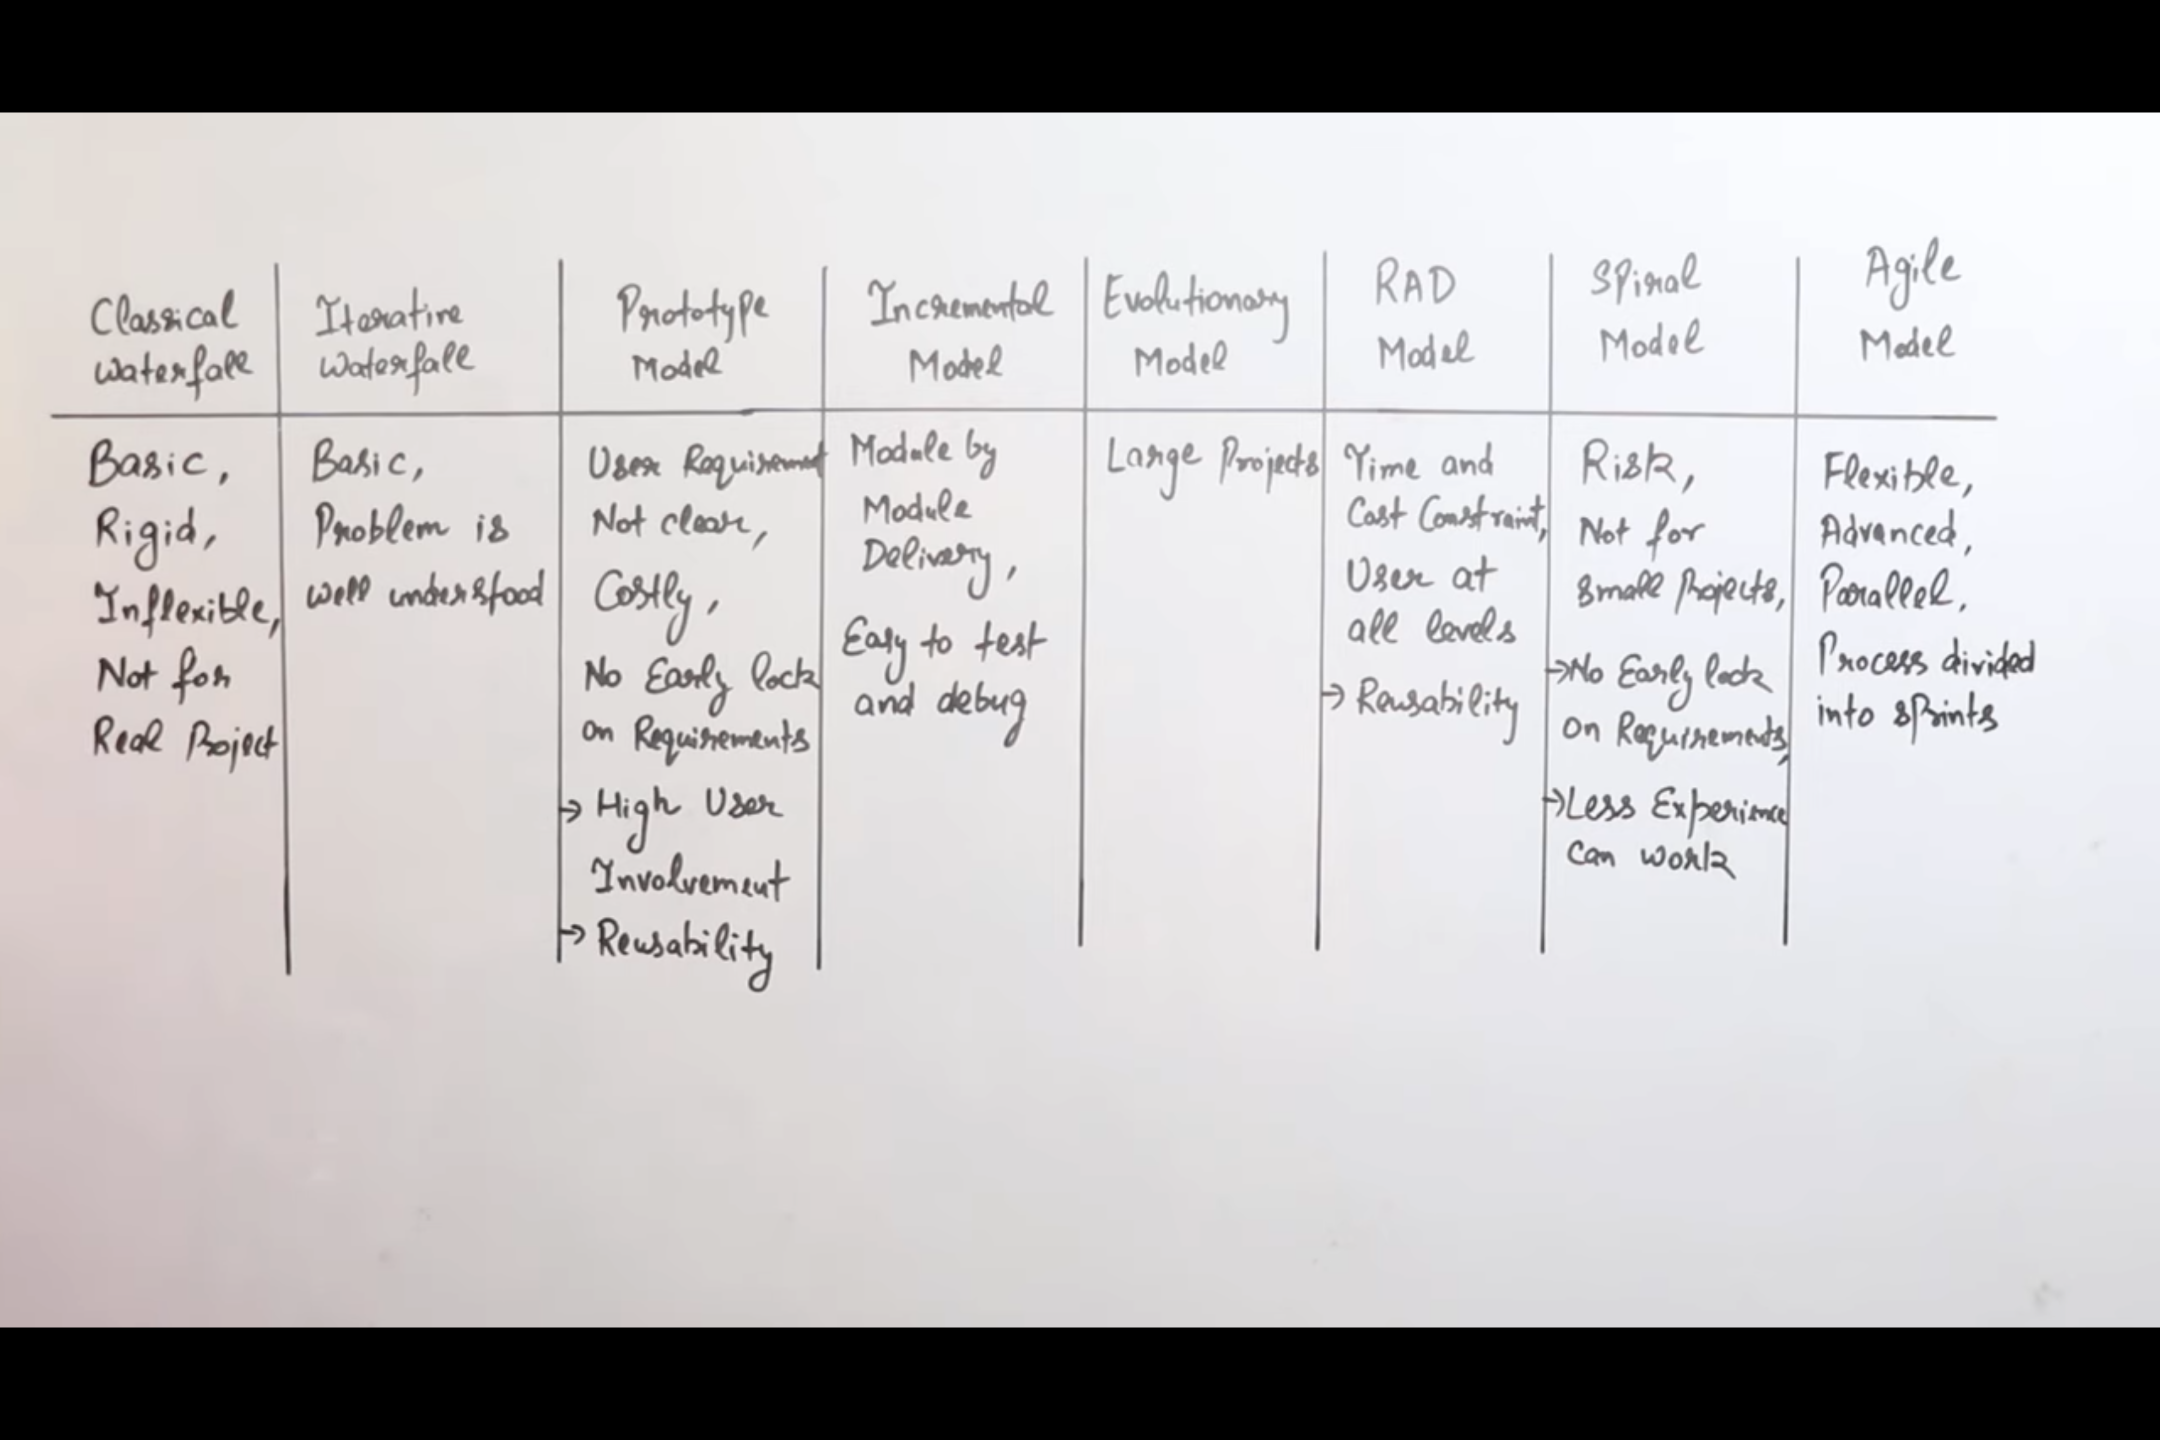 Classical
Waterfall
Basic,
Rigid,
Inflexible,
Not for
Real Project
Iterative
Waterfall
Basic,
Problem is
well understood
Prototype
Model
User Requirement
Not clear,
Costly,
No Early lock
on Requirements
→ High User
Involvement
→ Reusability
Incremental
Model
Module by
Module
Delivery,
Easy to test
and debug
Evolutionary
Model
Large Projects
RAD
Model
Time and
Cost Constraint,
User at
all levels
→ Reusability
SPiral
Model
Risk,
Not for
small Projects,
→No Early lock
on Requirements,
→Less Experience
Can work
Agile
Model
Flexible,
Advanced,
Parallel,
Process divided
into sPrints